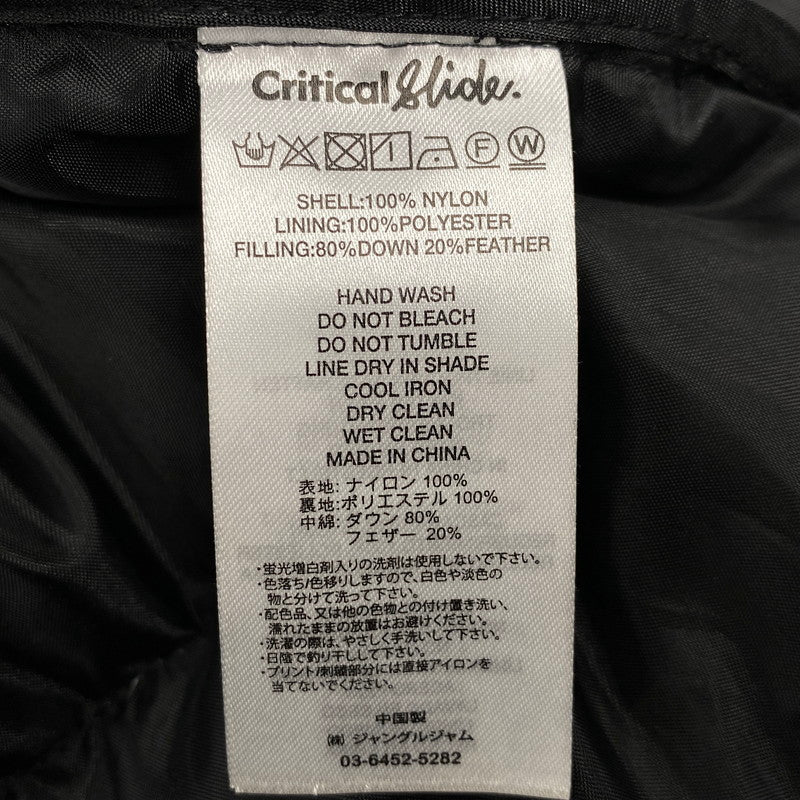 Critical Slide.
F W
SHELL:100% NYLON
LINING:100%POLYESTER
FILLING:80%DOWN 20%FEATHER
HAND WASH
DO NOT BLEACH
DO NOT TUMBLE
LINE DRY IN SHADE
COOL IRON
DRY CLEAN
WET CLEAN
MADE IN CHINA
表地: ナイロン 100%
裏地:ポリエステル 100%
中綿: ダウン 80%
フェザー 20%
・蛍光増白剤入りの洗剤は使用しないで下さい。
・色落ち/色移りしますので、白色や淡色の
物と分けて洗って下さい。
・配色品、又は他の色物との付け置き洗い、
濡れたままの放置はお避けください。
・洗濯の際は、やさしく手洗いして下さい。
・日陰で釣り干しして下さい。
・プリント/刺繍部分には直接アイロンを
当てないでください。
中国製
㈱ ジャングルジャム
03-6452-5282